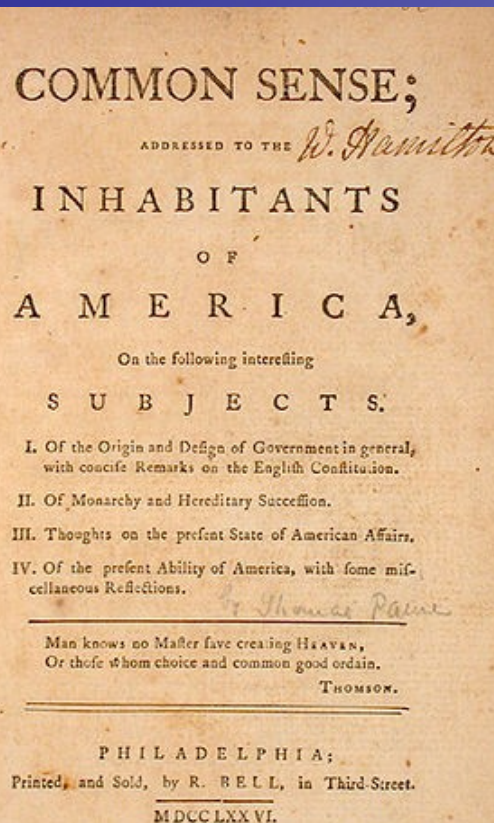 COMMON SENSE;
ADDRESSED TO THE W. Hamilton
INHABITANTS
OF
AMERICA,
On the following intereſting
SUBJECTS.
I. Of the Origin and Deſign of Government in general,
with conciſe Remarks on the Engliſh Conſtitution.
II. Of Monarchy and Hereditary Succeſſion.
III. Thoughts on the preſent State of American Affairs.
IV. Of the preſent Ability of America, with ſome miſ-
cellaneous Reflections.
by Thomas Paine
Man knows no Maſter ſave creating HEAVEN,
Or thoſe whom choice and common good ordain.
THOMSON.
PHILADELPHIA;
Printed, and Sold, by R. BELL, in Third-Street.
MDCCLXXVI.